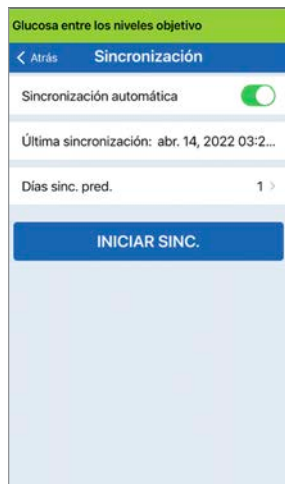 Glucosa entre los niveles objetivo
Atrás Sincronización
Sincronización automática
Última sincronización: abr. 14, 2022 03:2...
Días sinc. pred. 1
INICIAR SINC.